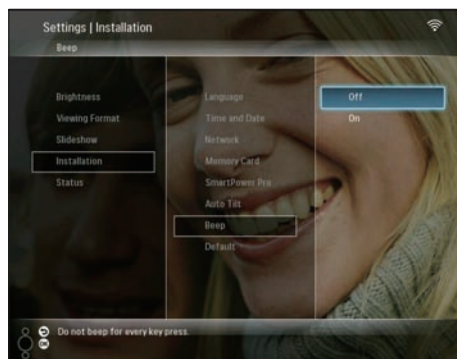 Settings | Installation
Beep
Brightness
Viewing Format
Slideshow
Installation
Status
Language
Time and Date
Network
Memory Card
SmartPower Pro
Auto Tilt
Beep
Default
Off
On
Do not beep for every key press.
OK